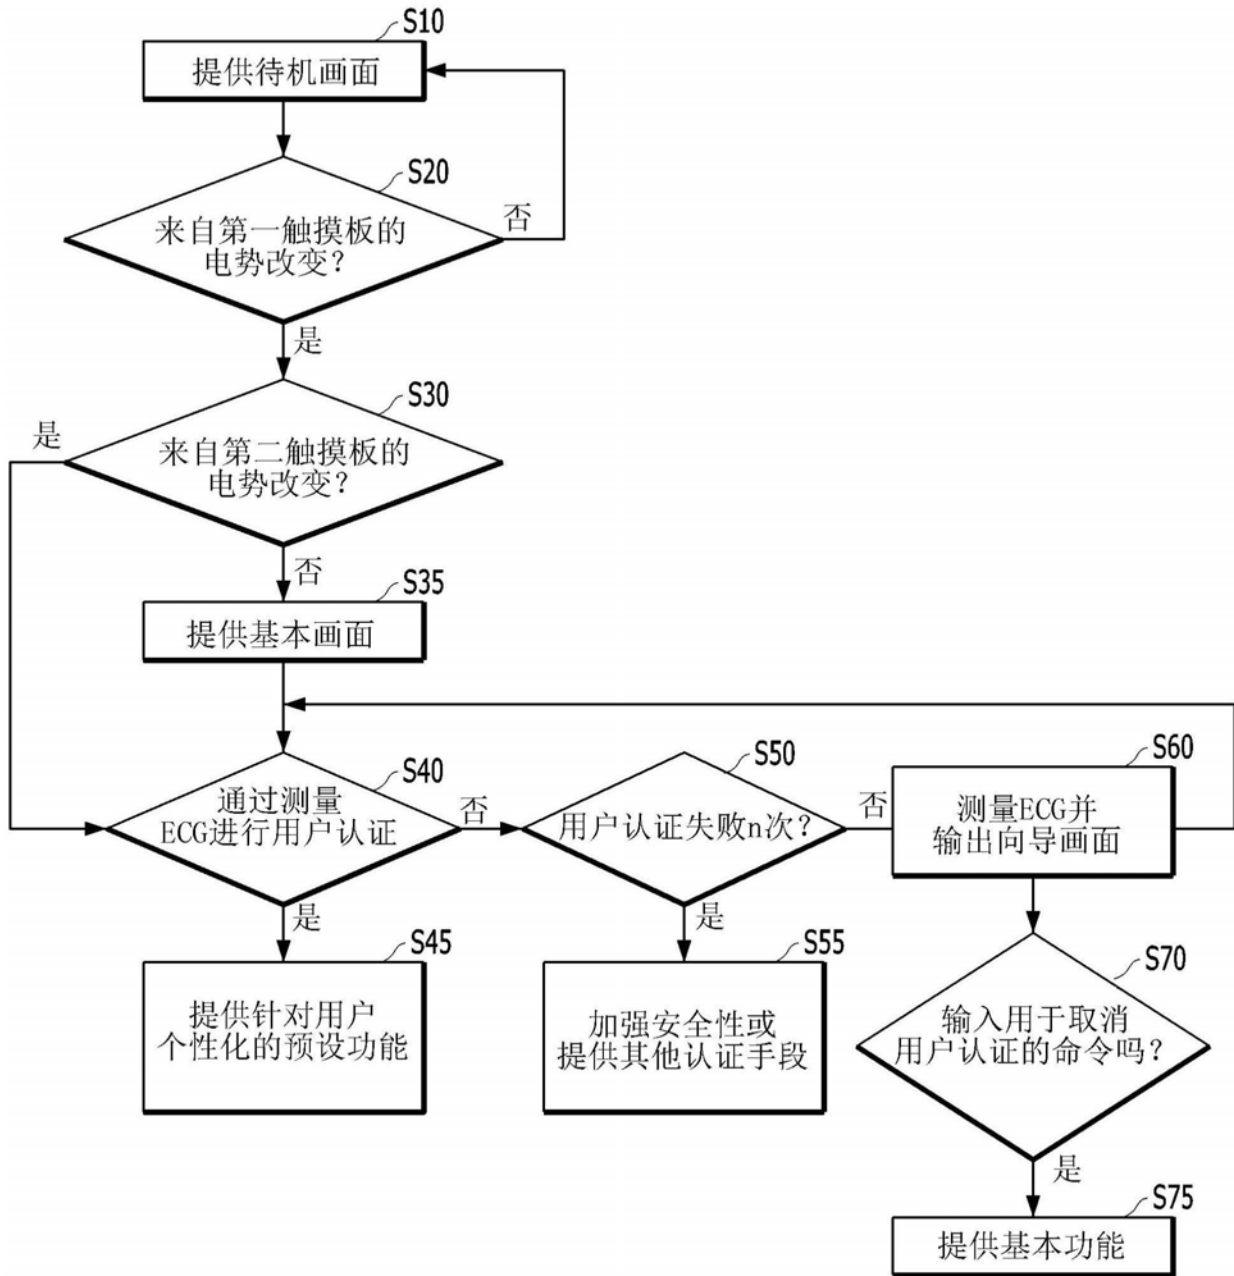 S10
提供待机画面
S20
来自第一触摸板的
电势改变？
否
是
S30
是
来自第二触摸板的
电势改变？
否
S35
提供基本画面
S40
通过测量
ECG进行用户认证
否
S50
用户认证失败n次？
否
S60
测量ECG并
输出向导画面
是
S45
提供针对用户
个性化的预设功能
是
S55
加强安全性或
提供其他认证手段
S70
输入用于取消
用户认证的命令吗？
是
S75
提供基本功能